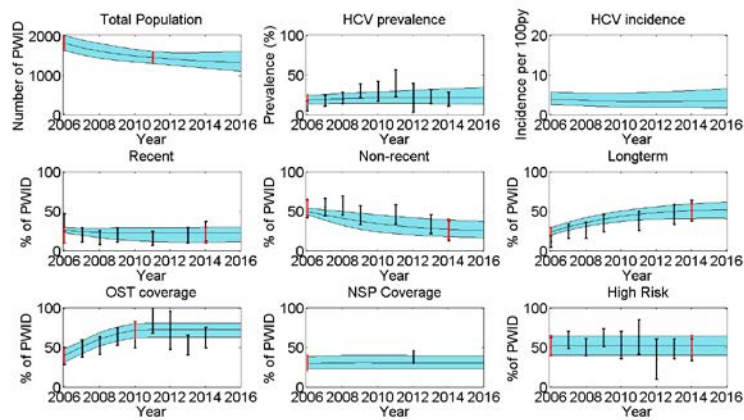 Total Population
HCV prevalence
HCV incidence
Number of PWID
2000
1000
0
2006 2008 2010 2012 2014 2016
Year
Prevalence (%)
100
50
0
2006 2008 2010 2012 2014 2016
Year
Incidence per 100py
20
10
0
2006 2008 2010 2012 2014 2016
Year
Recent
Non-recent
Longterm
% of PWID
100
50
0
2006 2008 2010 2012 2014 2016
Year
% of PWID
100
50
0
2006 2008 2010 2012 2014 2016
Year
% of PWID
100
50
0
2006 2008 2010 2012 2014 2016
Year
OST coverage
NSP Coverage
High Risk
% of PWID
100
50
0
2006 2008 2010 2012 2014 2016
Year
% of PWID
100
50
0
2006 2008 2010 2012 2014 2016
Year
%of PWID
100
50
0
2006 2008 2010 2012 2014 2016
Year